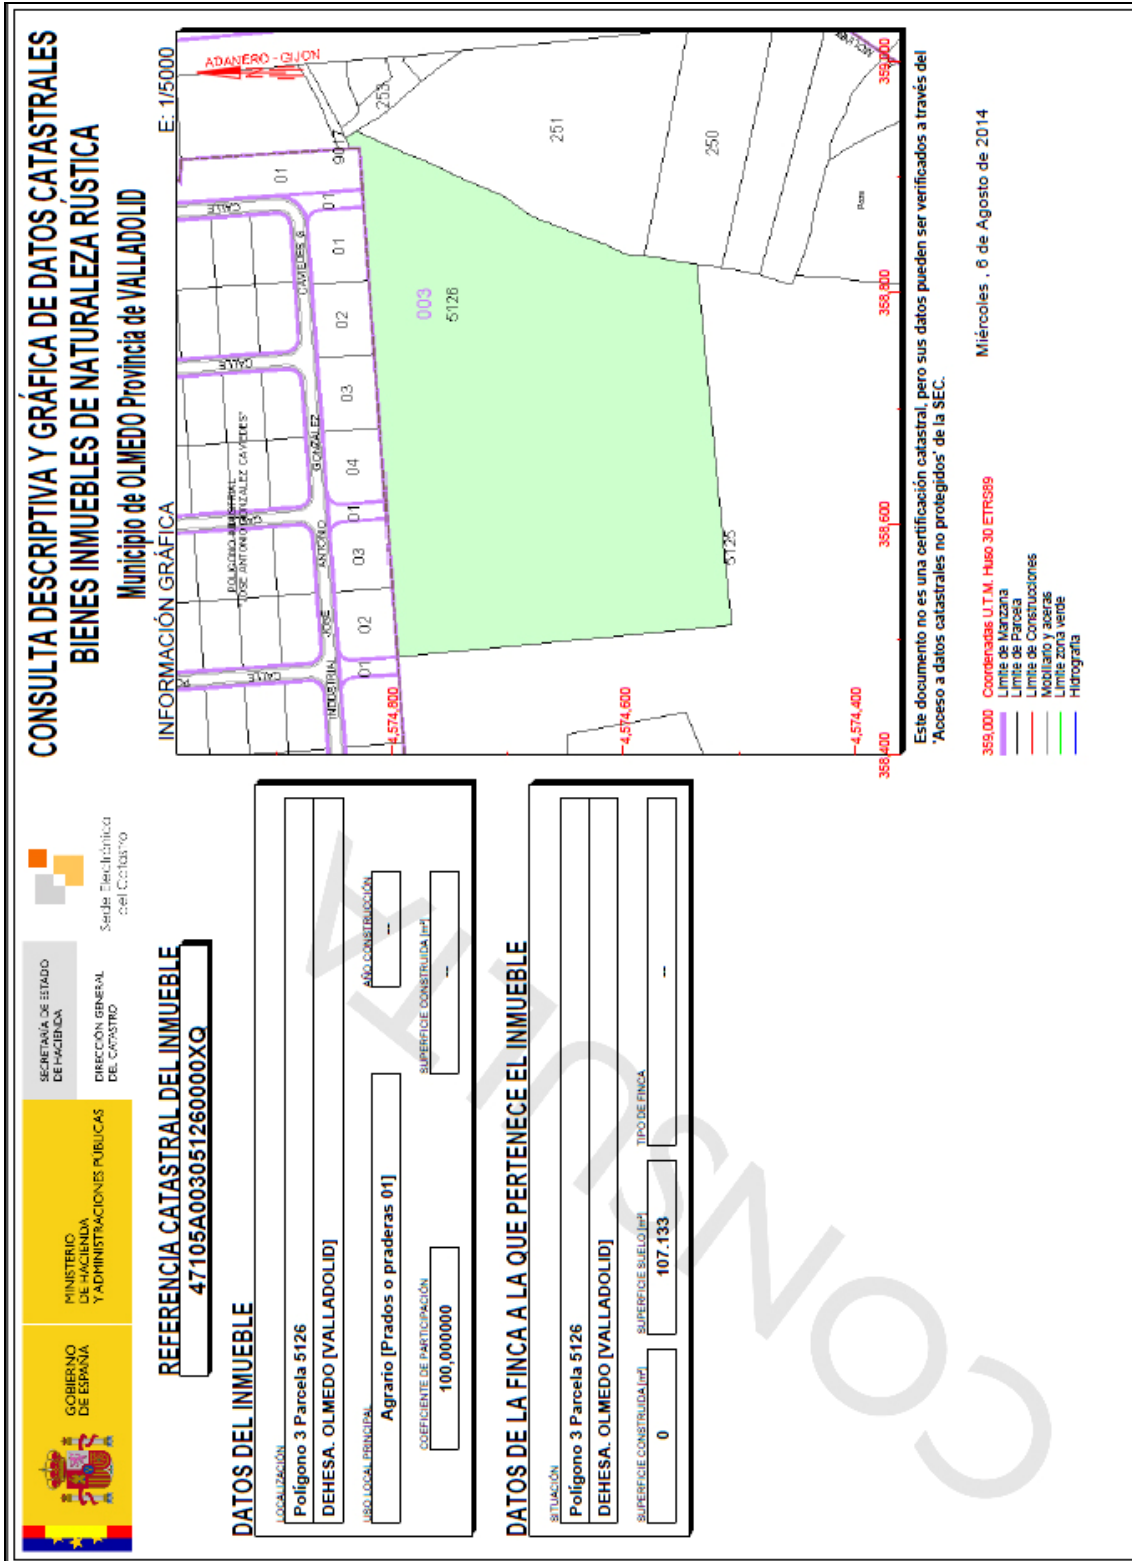 GOBIERNO
DE ESPAÑA
MINISTERIO
DE HACIENDA
Y ADMINISTRACIONES PÚBLICAS
SECRETARÍA DE ESTADO
DE HACIENDA
DIRECCIÓN GENERAL
DEL CATASTRO
Sede Electrónica
del Catastro
REFERENCIA CATASTRAL DEL INMUEBLE
47105A003051260000XQ
DATOS DEL INMUEBLE
LOCALIZACIÓN
Polígono 3 Parcela 5126
DEHESA. OLMEDO [VALLADOLID]
USO LOCAL PRINCIPAL
Agrario [Prados o praderas 01]
AÑO CONSTRUCCIÓN
--
COEFICIENTE DE PARTICIPACIÓN
100,000000
SUPERFICIE CONSTRUIDA [m²]
--
DATOS DE LA FINCA A LA QUE PERTENECE EL INMUEBLE
SITUACIÓN
Polígono 3 Parcela 5126
DEHESA. OLMEDO [VALLADOLID]
SUPERFICIE CONSTRUIDA [m²]
0
SUPERFICIE SUELO [m²]
107.133
TIPO DE FINCA
--
CONSULTA
CONSULTA DESCRIPTIVA Y GRÁFICA DE DATOS CATASTRALES
BIENES INMUEBLES DE NATURALEZA RÚSTICA
Municipio de OLMEDO Provincia de VALLADOLID
INFORMACIÓN GRÁFICA
E: 1/5000
ADANERO - GIJON
CALLE
CALLE
CALLE
POLIGONO INDUSTRIAL
"JOSE ANTONIO GONZALEZ CAVIEDES"
INDUSTRIAL JOSE ANTONIO GONZALEZ CAVIEDES G
01
02
03
01
04
03
02
01
01
01
9017
253
251
250
Poza
003
5126
5125
4,574,800
4,574,600
4,574,400
358,400
358,600
358,800
359,000
Este documento no es una certificación catastral, pero sus datos pueden ser verificados a través del
'Acceso a datos catastrales no protegidos' de la SEC.
359,000 Coordenadas U.T.M. Huso 30 ETRS89
Límite de Manzana
Límite de Parcela
Límite de Construcciones
Mobiliario y aceras
Límite zona verde
Hidrografía
Miércoles , 6 de Agosto de 2014